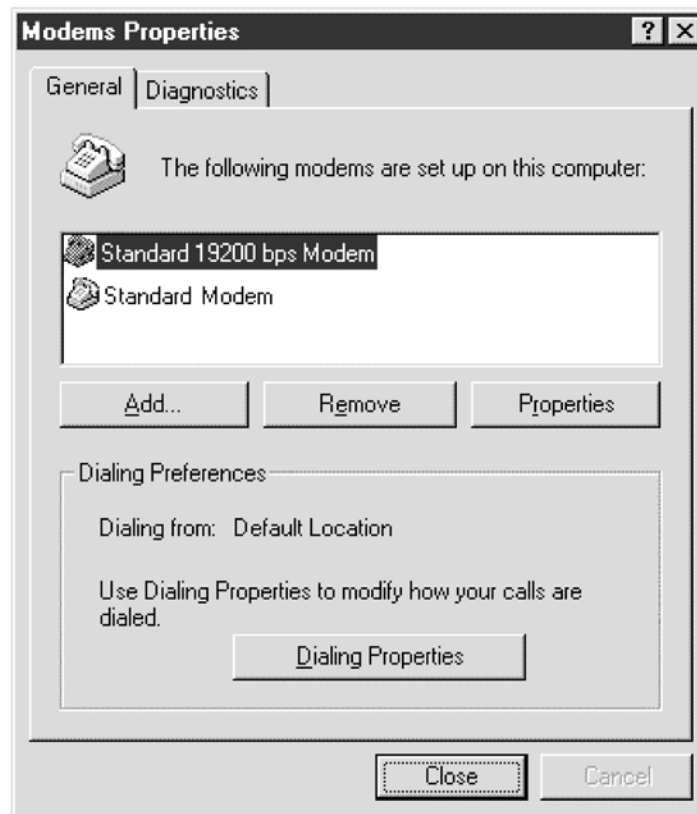 Modems Properties
General Diagnostics
The following modems are set up on this computer:
Standard 19200 bps Modem
Standard Modem
Add... Remove Properties
Dialing Preferences
Dialing from: Default Location
Use Dialing Properties to modify how your calls are
dialed.
Dialing Properties
Close Cancel